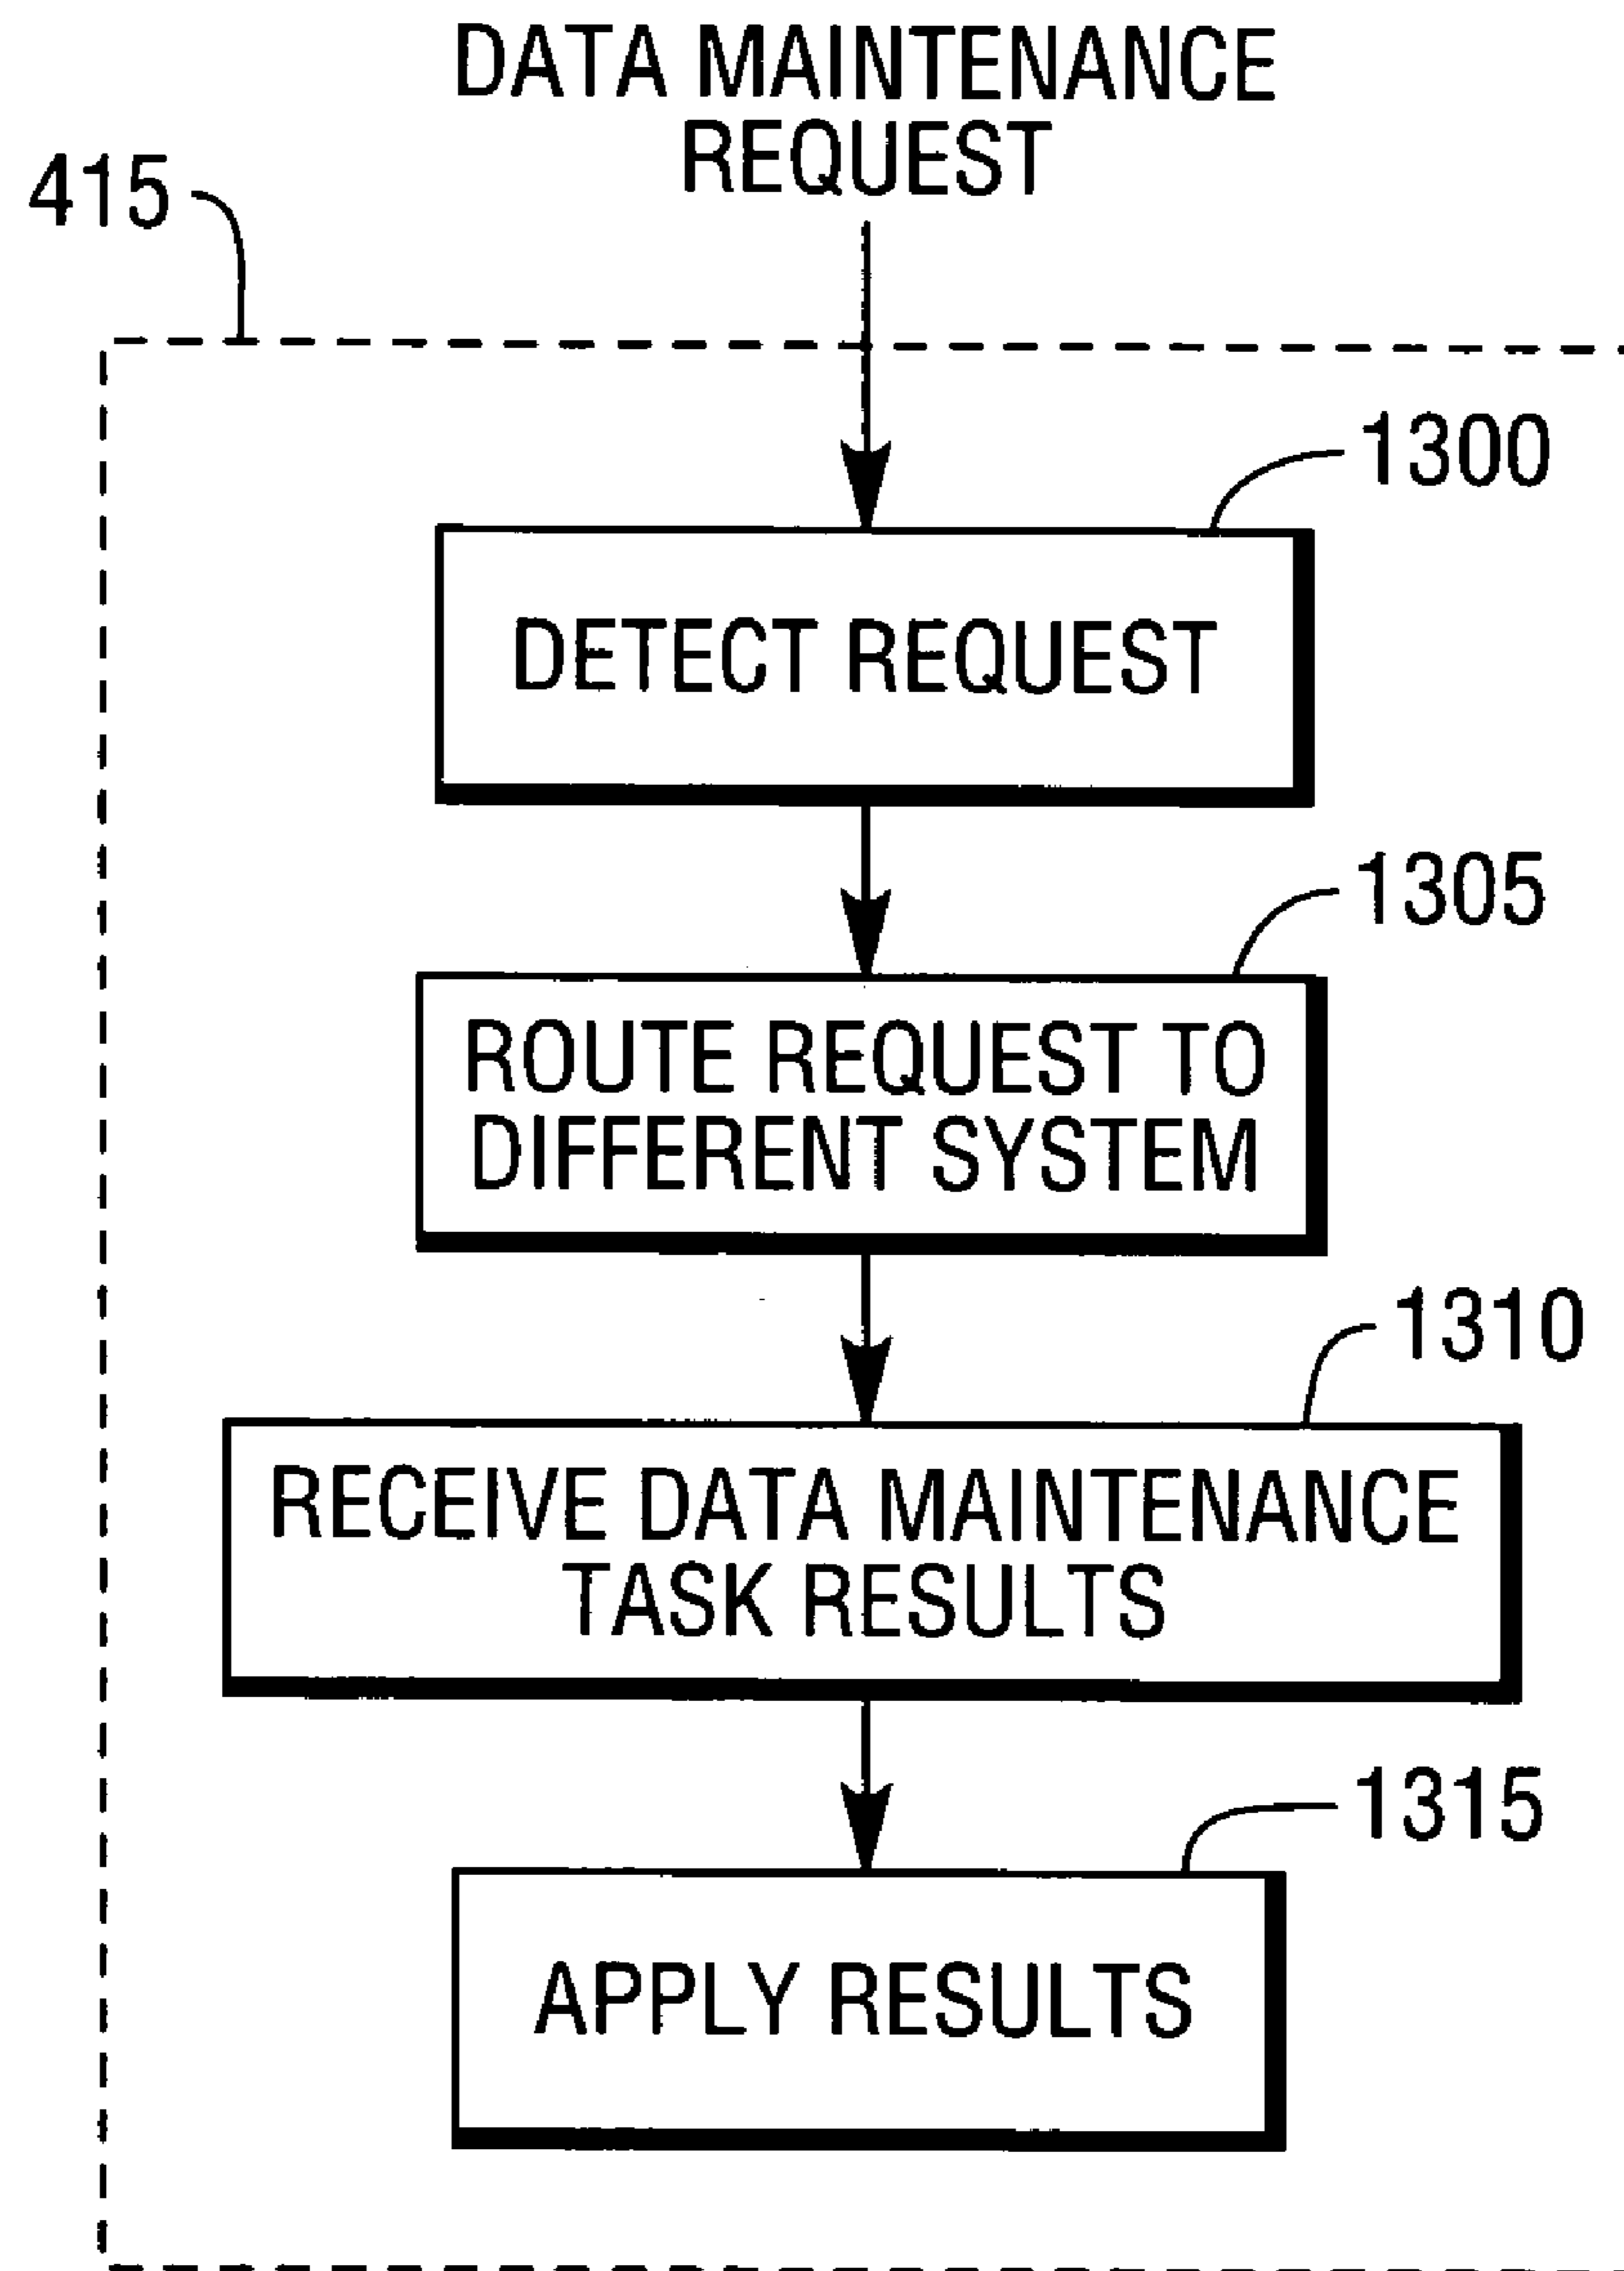 DATA MAINTENANCE
REQUEST
415
1300
DETECT REQUEST
1305
ROUTE REQUEST TO
DIFFERENT SYSTEM
1310
RECEIVE DATA MAINTENANCE
TASK RESULTS
1315
APPLY RESULTS